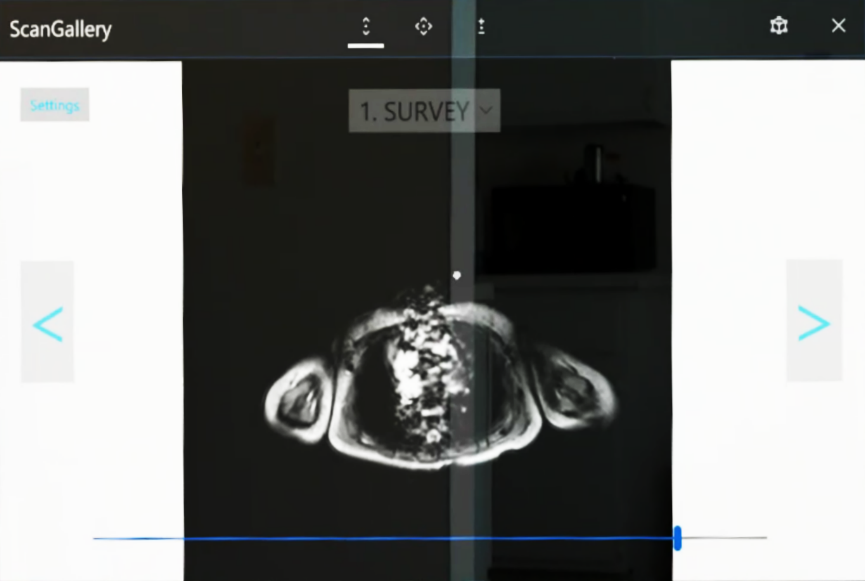 ScanGallery
Settings
1. SURVEY
<
>